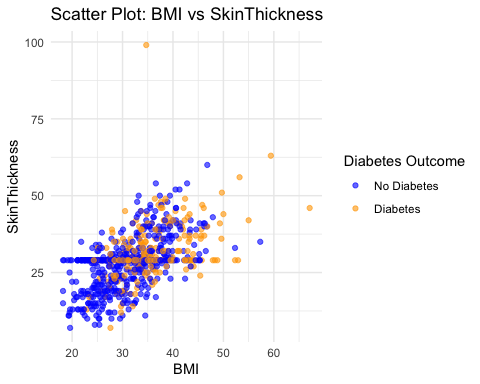 Scatter Plot: BMI vs SkinThickness
100
75
50
25
SkinThickness
20
30
40
50
60
BMI
Diabetes Outcome
No Diabetes
Diabetes